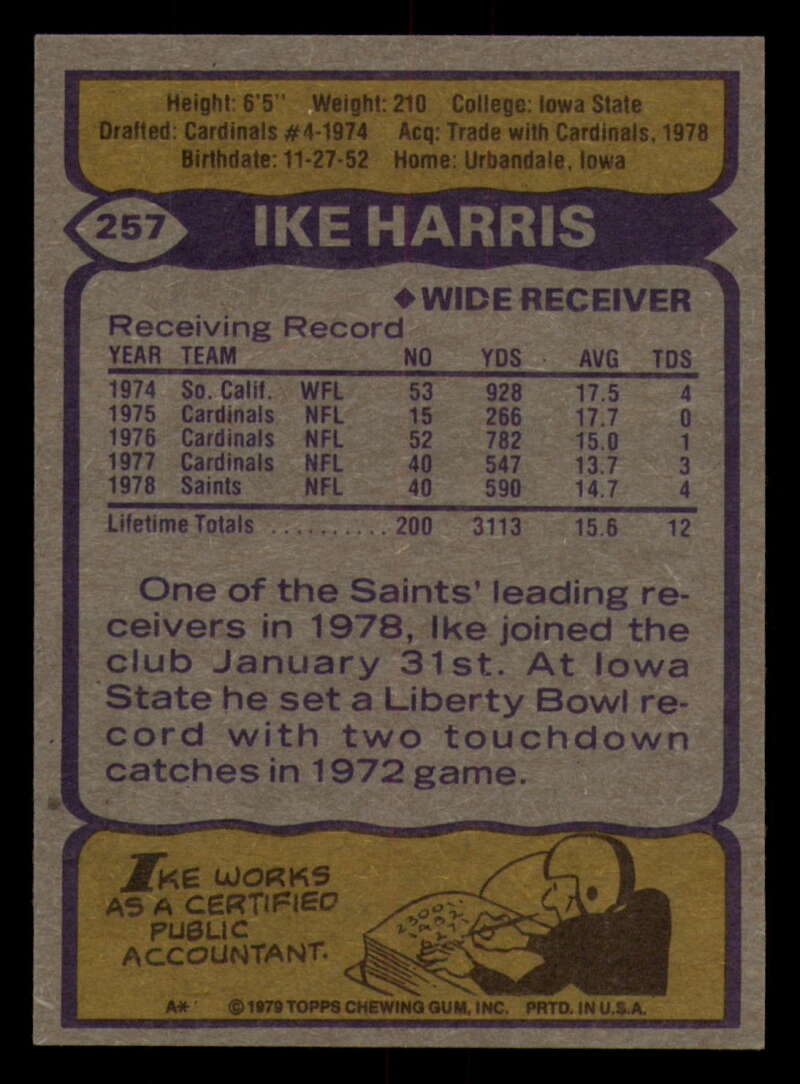 Height: 6'5" Weight: 210 College: Iowa State
Drafted: Cardinals #4-1974 Acq: Trade with Cardinals, 1978
Birthdate: 11-27-52 Home: Urbandale, Iowa
257 IKE HARRIS
◆WIDE RECEIVER
Receiving Record
YEAR TEAM NO YDS AVG TDS
1974 So. Calif. WFL 53 928 17.5 4
1975 Cardinals NFL 15 266 17.7 0
1976 Cardinals NFL 52 782 15.0 1
1977 Cardinals NFL 40 547 13.7 3
1978 Saints NFL 40 590 14.7 4
Lifetime Totals .......... 200 3113 15.6 12
One of the Saints' leading re-
ceivers in 1978, Ike joined the
club January 31st. At Iowa
State he set a Liberty Bowl re-
cord with two touchdown
catches in 1972 game.
IKE WORKS
AS A CERTIFIED
PUBLIC
ACCOUNTANT.
A* © 1979 TOPPS CHEWING GUM, INC. PRTD. IN U.S.A.